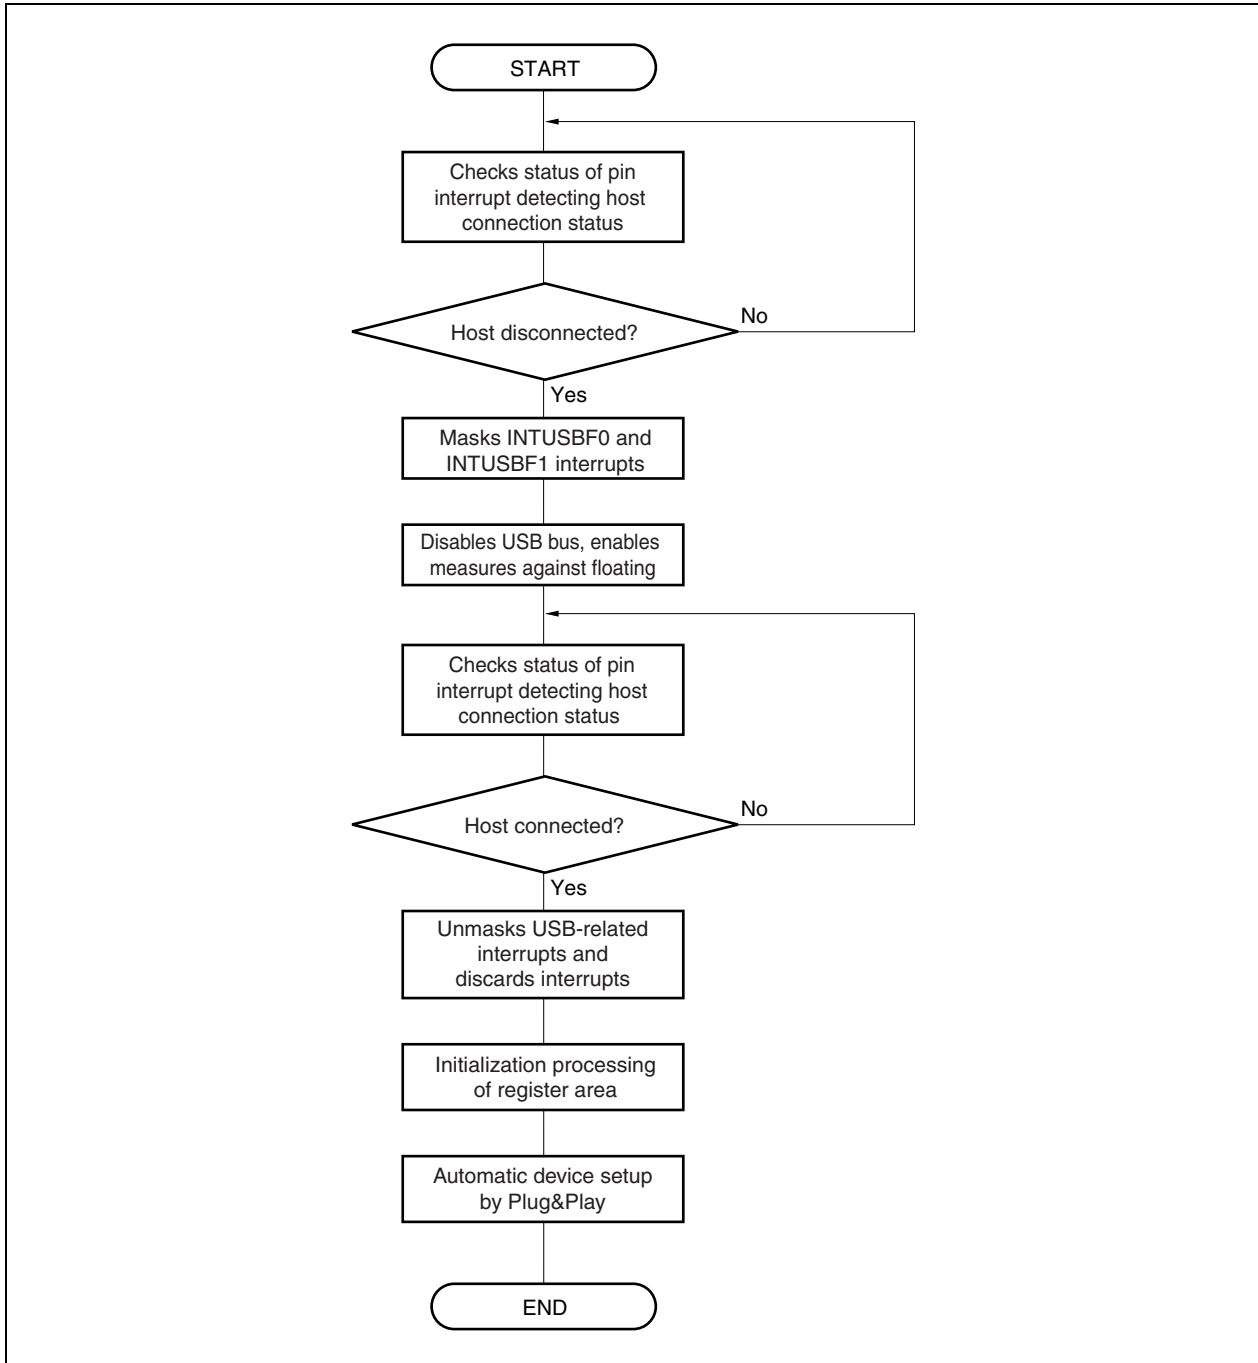 START
Checks status of pin
interrupt detecting host
connection status
Host disconnected?
No
Yes
Masks INTUSBF0 and
INTUSBF1 interrupts
Disables USB bus, enables
measures against floating
Checks status of pin
interrupt detecting host
connection status
Host connected?
No
Yes
Unmasks USB-related
interrupts and
discards interrupts
Initialization processing
of register area
Automatic device setup
by Plug&Play
END